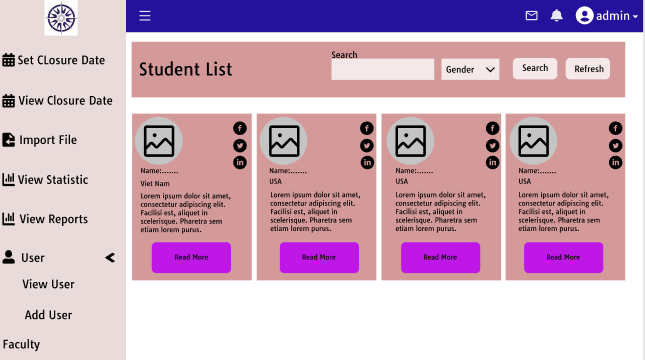 admin
Set CLosure Date
View Closure Date
Import File
View Statistic
View Reports
User
View User
Add User
Faculty
Student List
Search
Gender
Search
Refresh
Name:.......
Viet Nam
Lorem ipsum dolor sit amet,
consectetur adipiscing elit.
Facilisi est, aliquet in
scelerisque. Pharetra sem
etiam lorem purus.
Read More
Name:.......
USA
Lorem ipsum dolor sit amet,
consectetur adipiscing elit.
Facilisi est, aliquet in
scelerisque. Pharetra sem
etiam lorem purus.
Read More
Name:.......
USA
Lorem ipsum dolor sit amet,
consectetur adipiscing elit.
Facilisi est, aliquet in
scelerisque. Pharetra sem
etiam lorem purus.
Read More
Name:.......
USA
Lorem ipsum dolor sit amet,
consectetur adipiscing elit.
Facilisi est, aliquet in
scelerisque. Pharetra sem
etiam lorem purus.
Read More